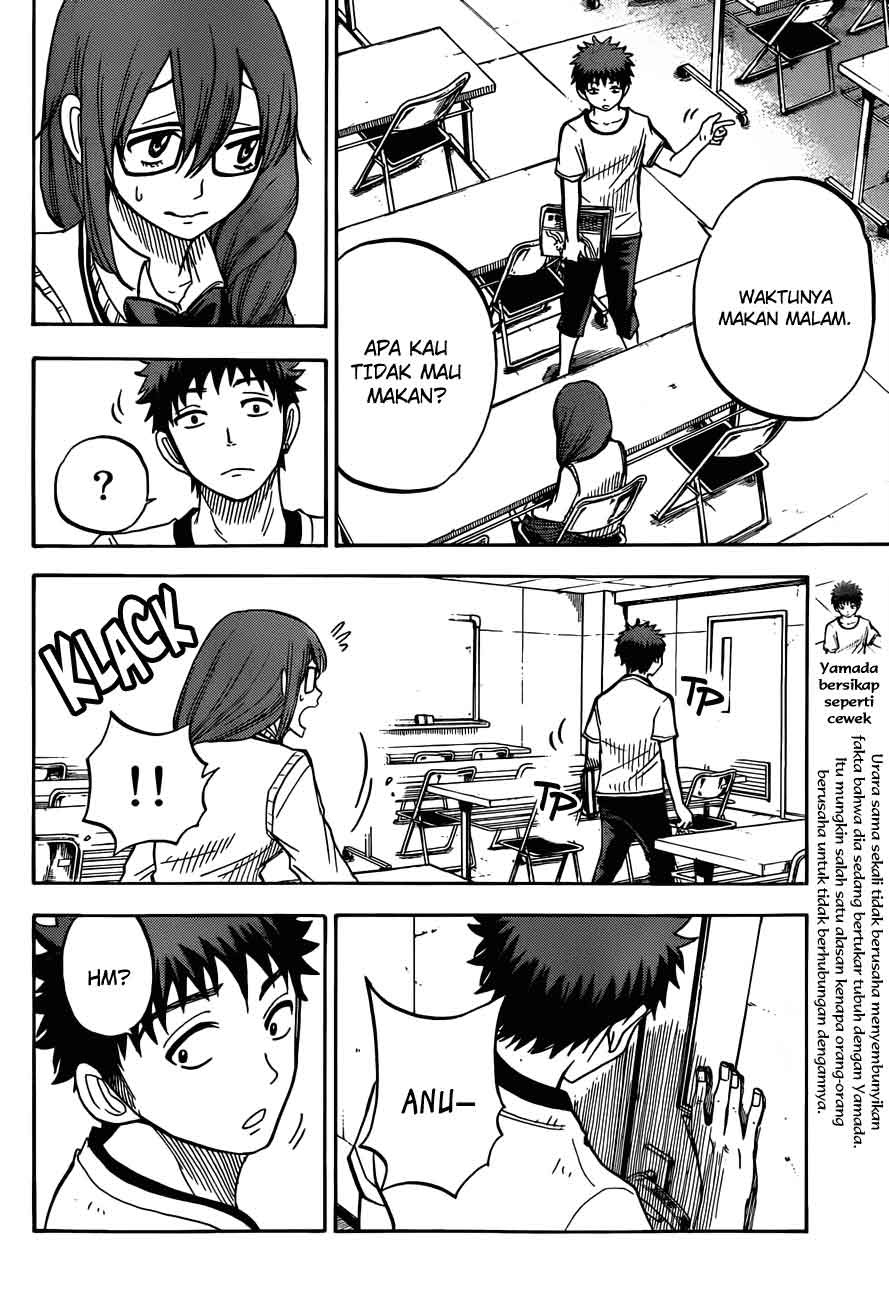 WAKTUNYA
MAKAN MALAM.
APA KAU
TIDAK MAU
MAKAN?
?
KLACK
!!
TP
TP
Yamada
bersikap
seperti
cewek
Urara sama sekali tidak berusaha menyembunyikan
fakta bahwa dia sedang bertukar tubuh dengan Yamada.
Itu mungkin salah satu alasan kenapa orang-orang
berusaha untuk tidak berhubungan dengannya.
ANU-
HM?